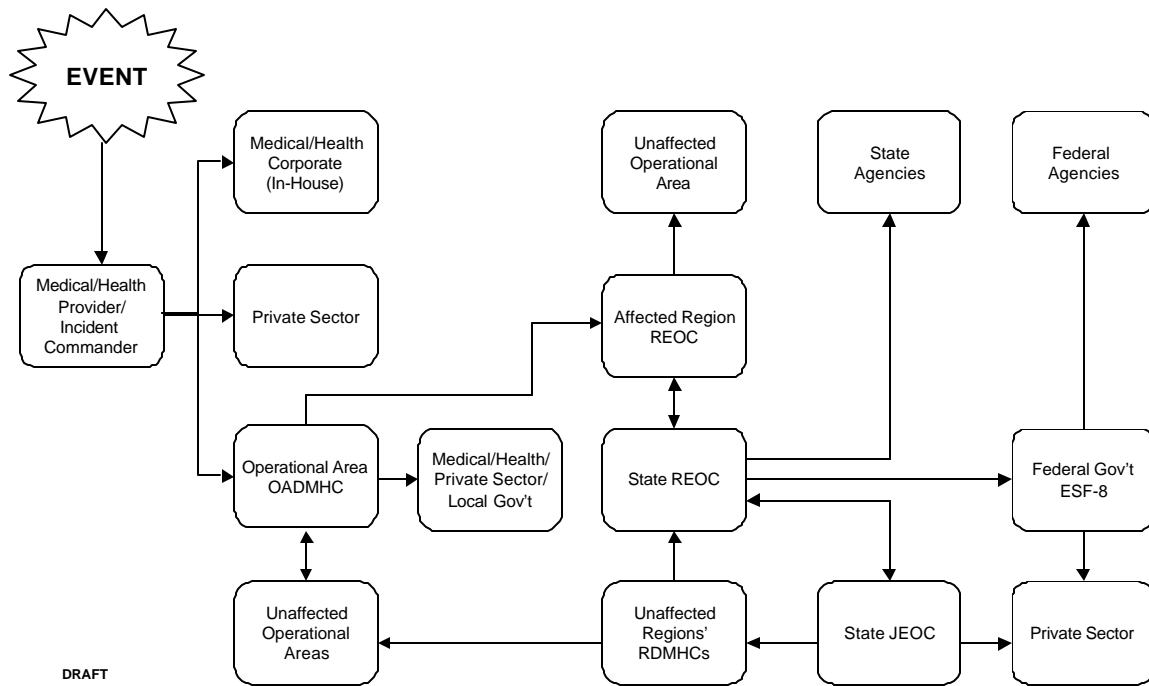 EVENT
Medical/Health
Corporate
(In-House)
Unaffected
Operational
Area
State
Agencies
Federal
Agencies
Medical/Health
Provider/
Incident
Commander
Private Sector
Affected Region
REOC
Operational Area
OADMHC
Medical/Health/
Private Sector/
Local Gov't
State REOC
Federal Gov't
ESF-8
Unaffected
Operational
Areas
Unaffected
Regions'
RDMHCs
State JEOC
Private Sector
DRAFT